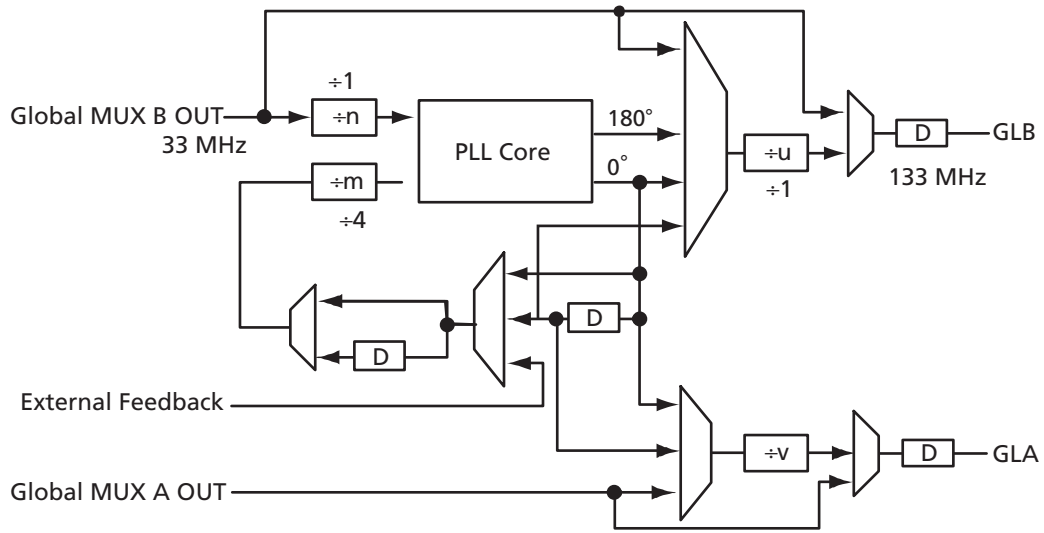 ÷1
Global MUX B OUT
÷n
33 MHz
PLL Core
180°
0°
÷u
÷1
D
GLB
133 MHz
÷m
÷4
D
D
External Feedback
÷v
D
GLA
Global MUX A OUT